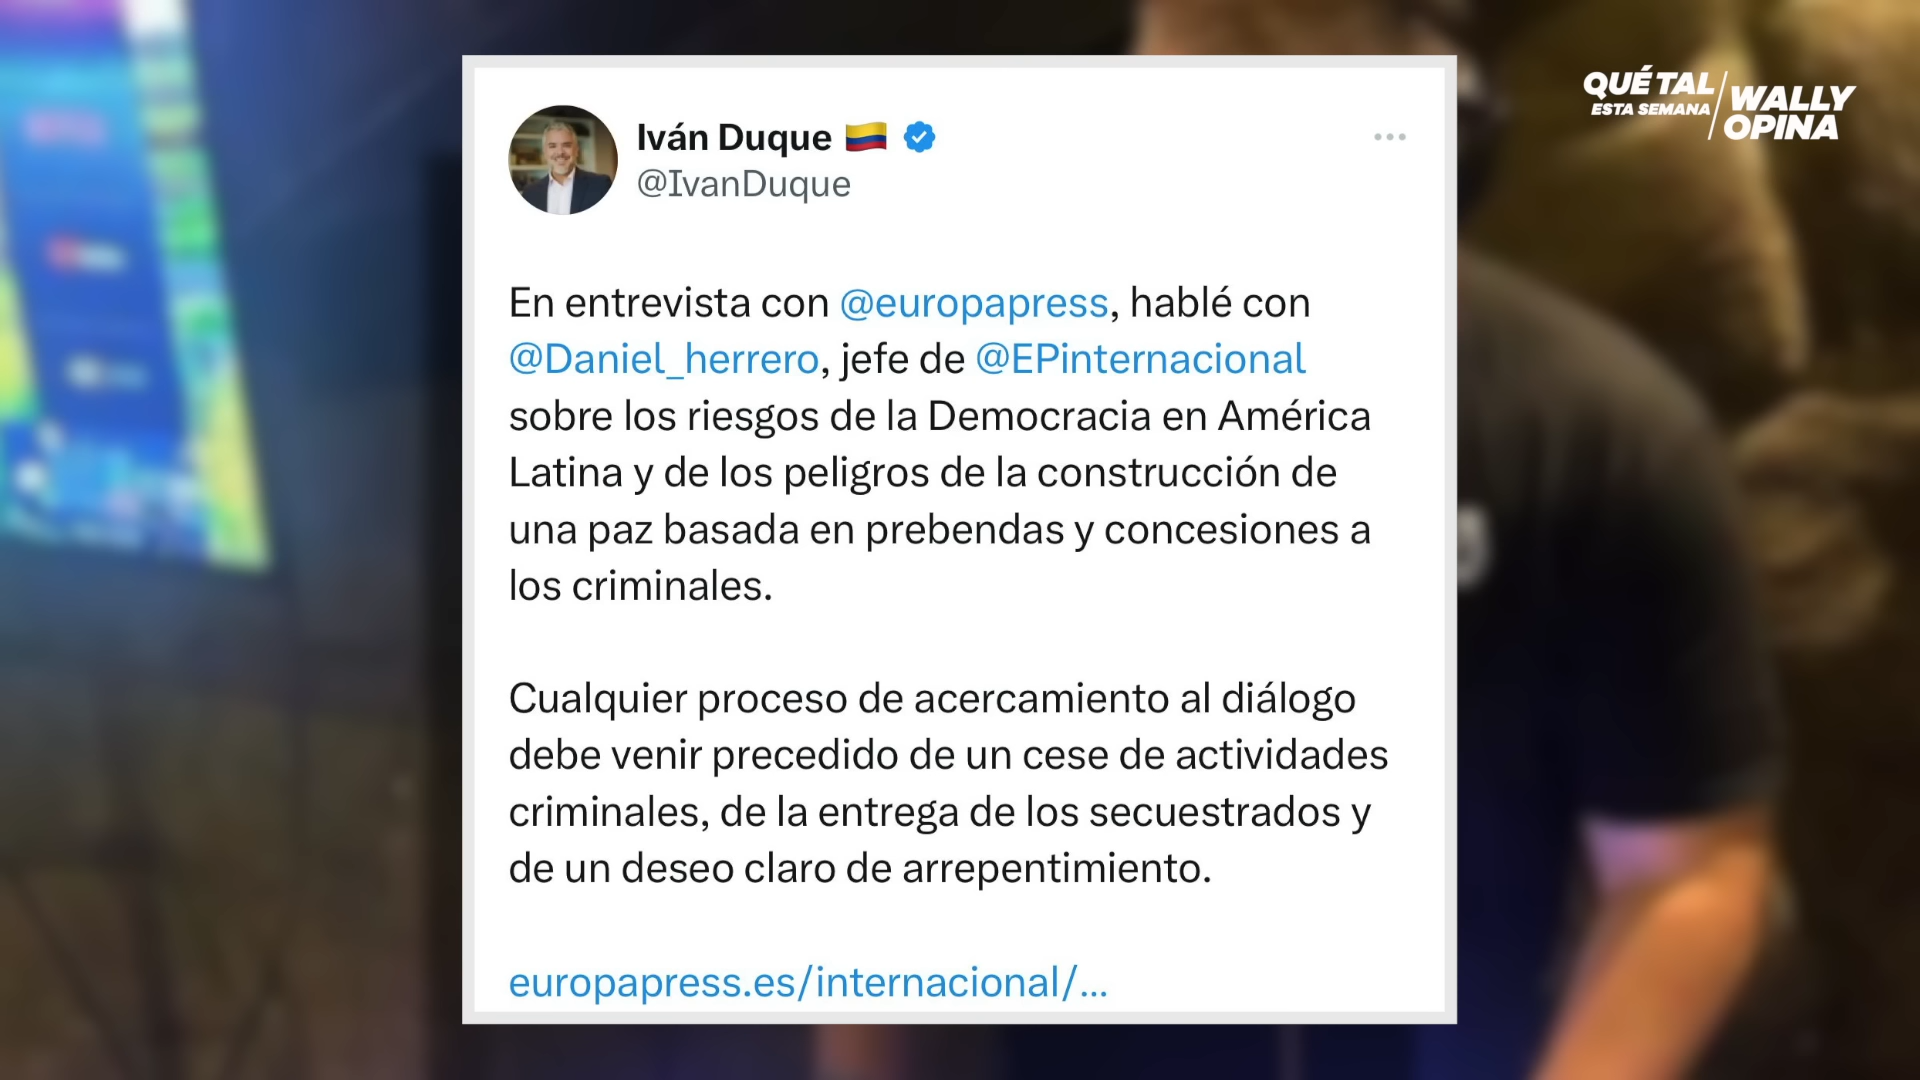 QUÉ TAL
ESTA SEMANA
WALLY
OPINA
Iván Duque
@IvanDuque
En entrevista con @europapress, hablé con
@Daniel_herrero, jefe de @EPinternacional
sobre los riesgos de la Democracia en América
Latina y de los peligros de la construcción de
una paz basada en prebendas y concesiones a
los criminales.
Cualquier proceso de acercamiento al diálogo
debe venir precedido de un cese de actividades
criminales, de la entrega de los secuestrados y
de un deseo claro de arrepentimiento.
europapress.es/internacional/...